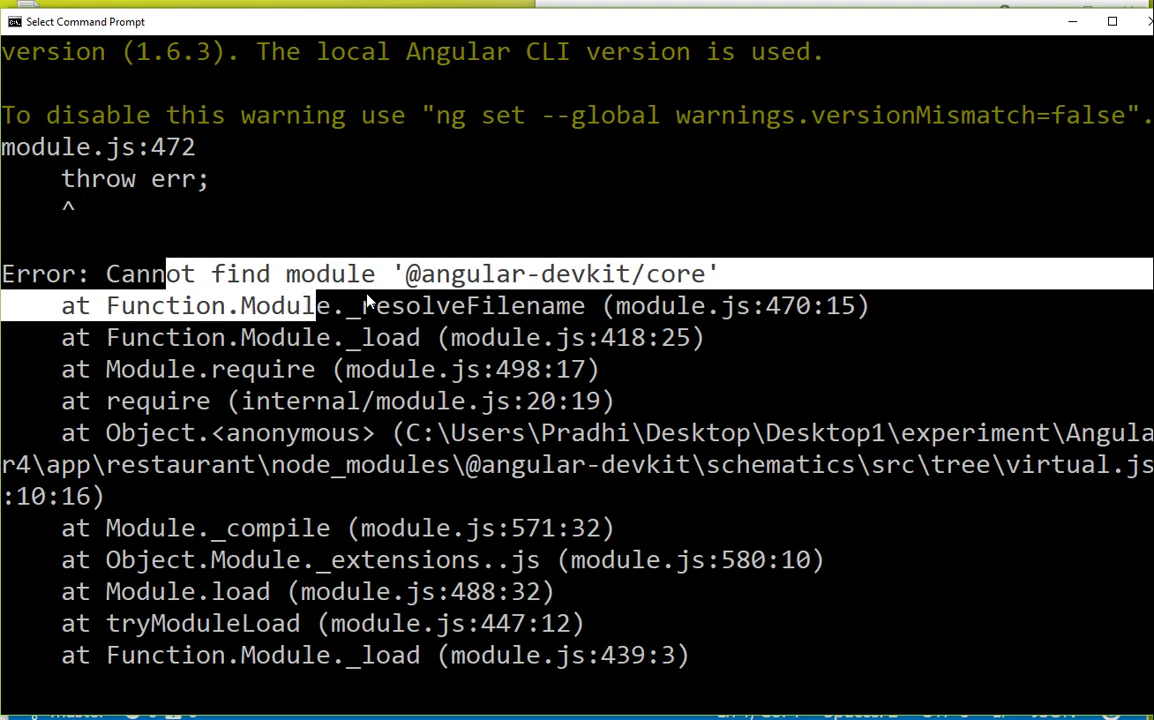 Select Command Prompt
version (1.6.3). The local Angular CLI version is used.
To disable this warning use "ng set --global warnings.versionMismatch=false".
module.js:472
throw err;
^
Error: Cannot find module '@angular-devkit/core'
at Function.Module._resolveFilename (module.js:470:15)
at Function.Module._load (module.js:418:25)
at Module.require (module.js:498:17)
at require (internal/module.js:20:19)
at Object.<anonymous> (C:\Users\Pradhi\Desktop\Desktop1\experiment\Angula
r4\app\restaurant\node_modules\@angular-devkit\schematics\src\tree\virtual.js
:10:16)
at Module._compile (module.js:571:32)
at Object.Module._extensions..js (module.js:580:10)
at Module.load (module.js:488:32)
at tryModuleLoad (module.js:447:12)
at Function.Module._load (module.js:439:3)